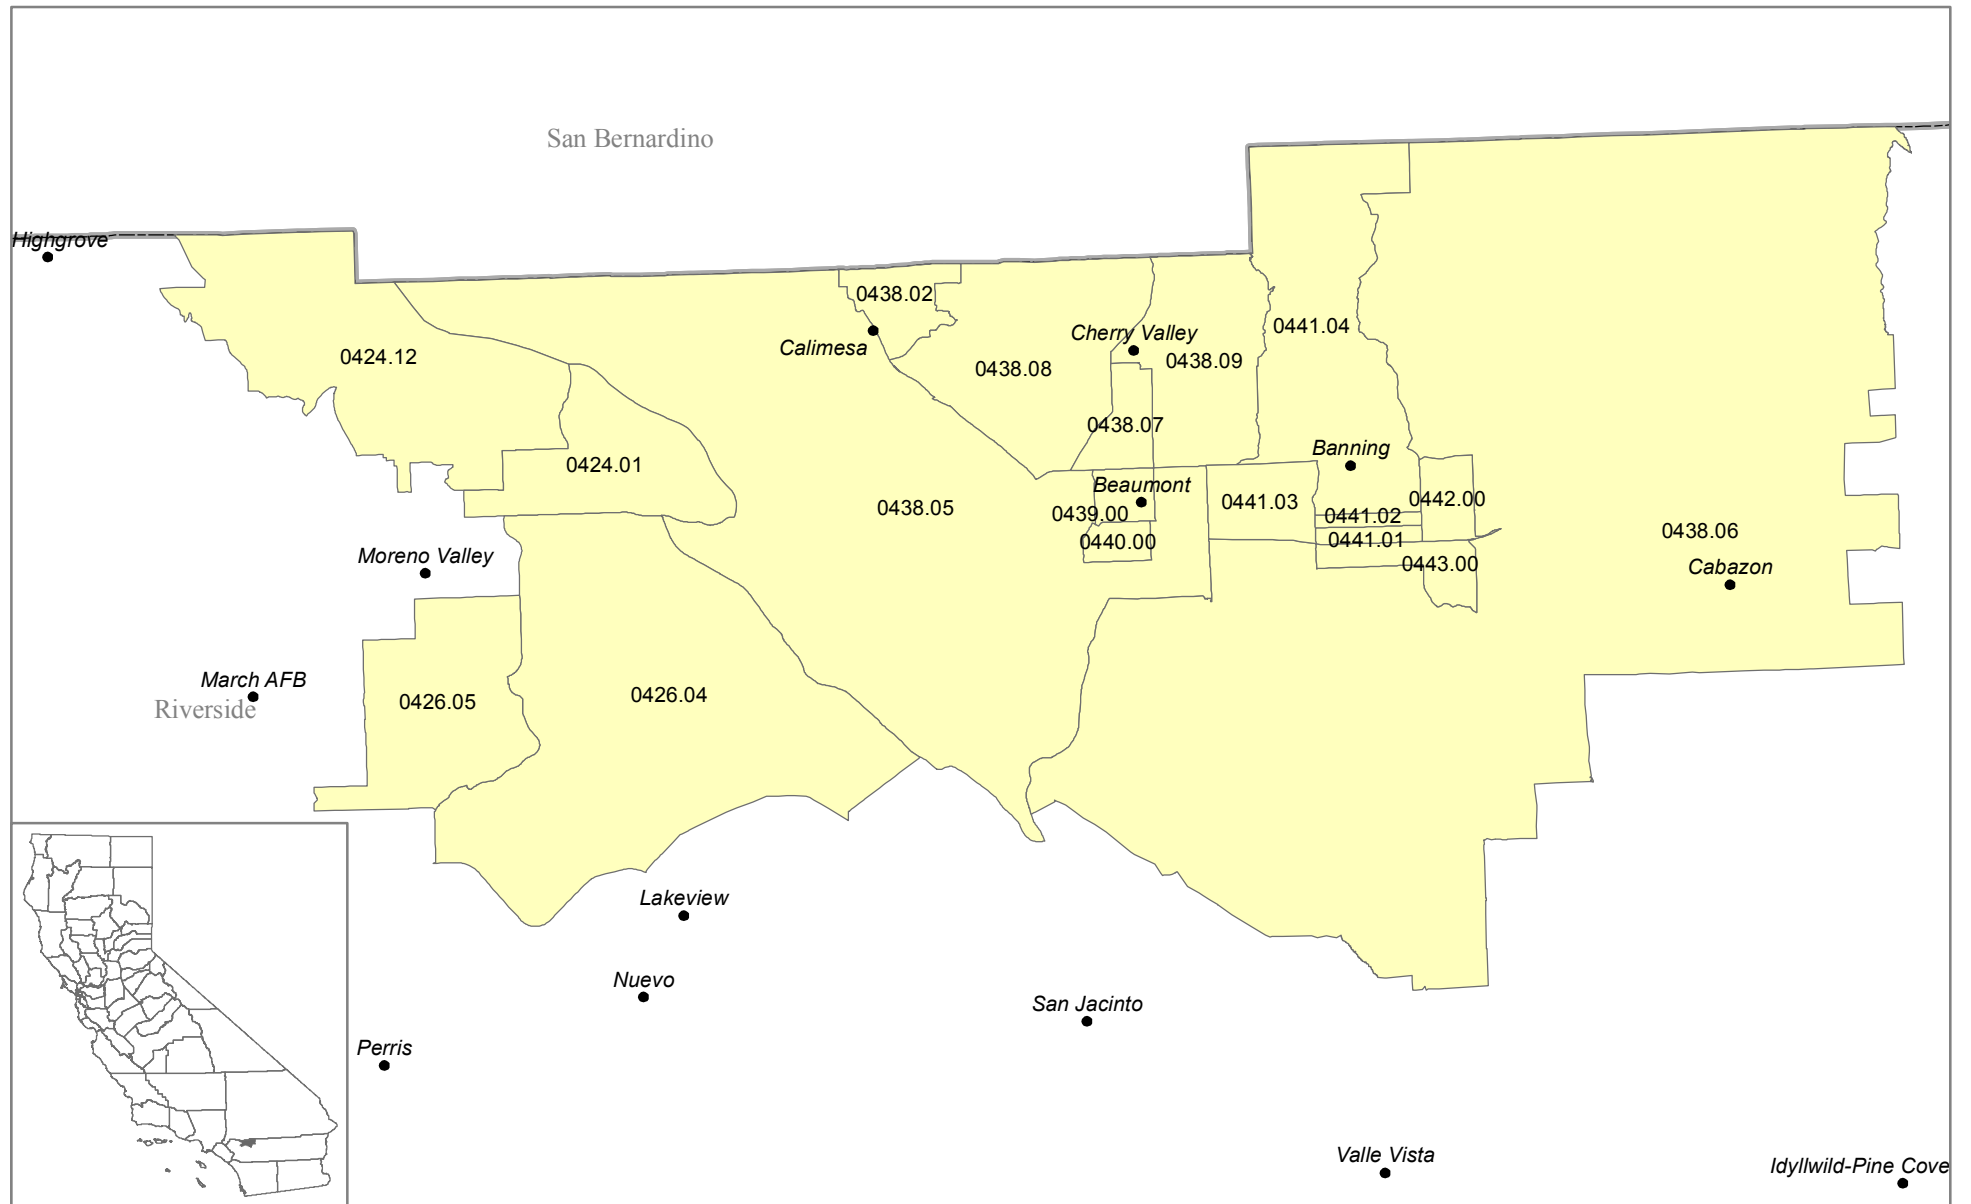 San Bernardino
Highgrove
0438.02
0441.04
Calimesa
Cherry Valley
0424.12
0438.08
0438.09
0438.07
Banning
0424.01
Beaumont
0438.05
0439.00
0441.03
0442.00
0441.02
0438.06
0440.00
0441.01
Moreno Valley
0443.00
Cabazon
March AFB
Riverside
0426.05
0426.04
Lakeview
Nuevo
San Jacinto
Perris
Valle Vista
Idyllwild-Pine Cove